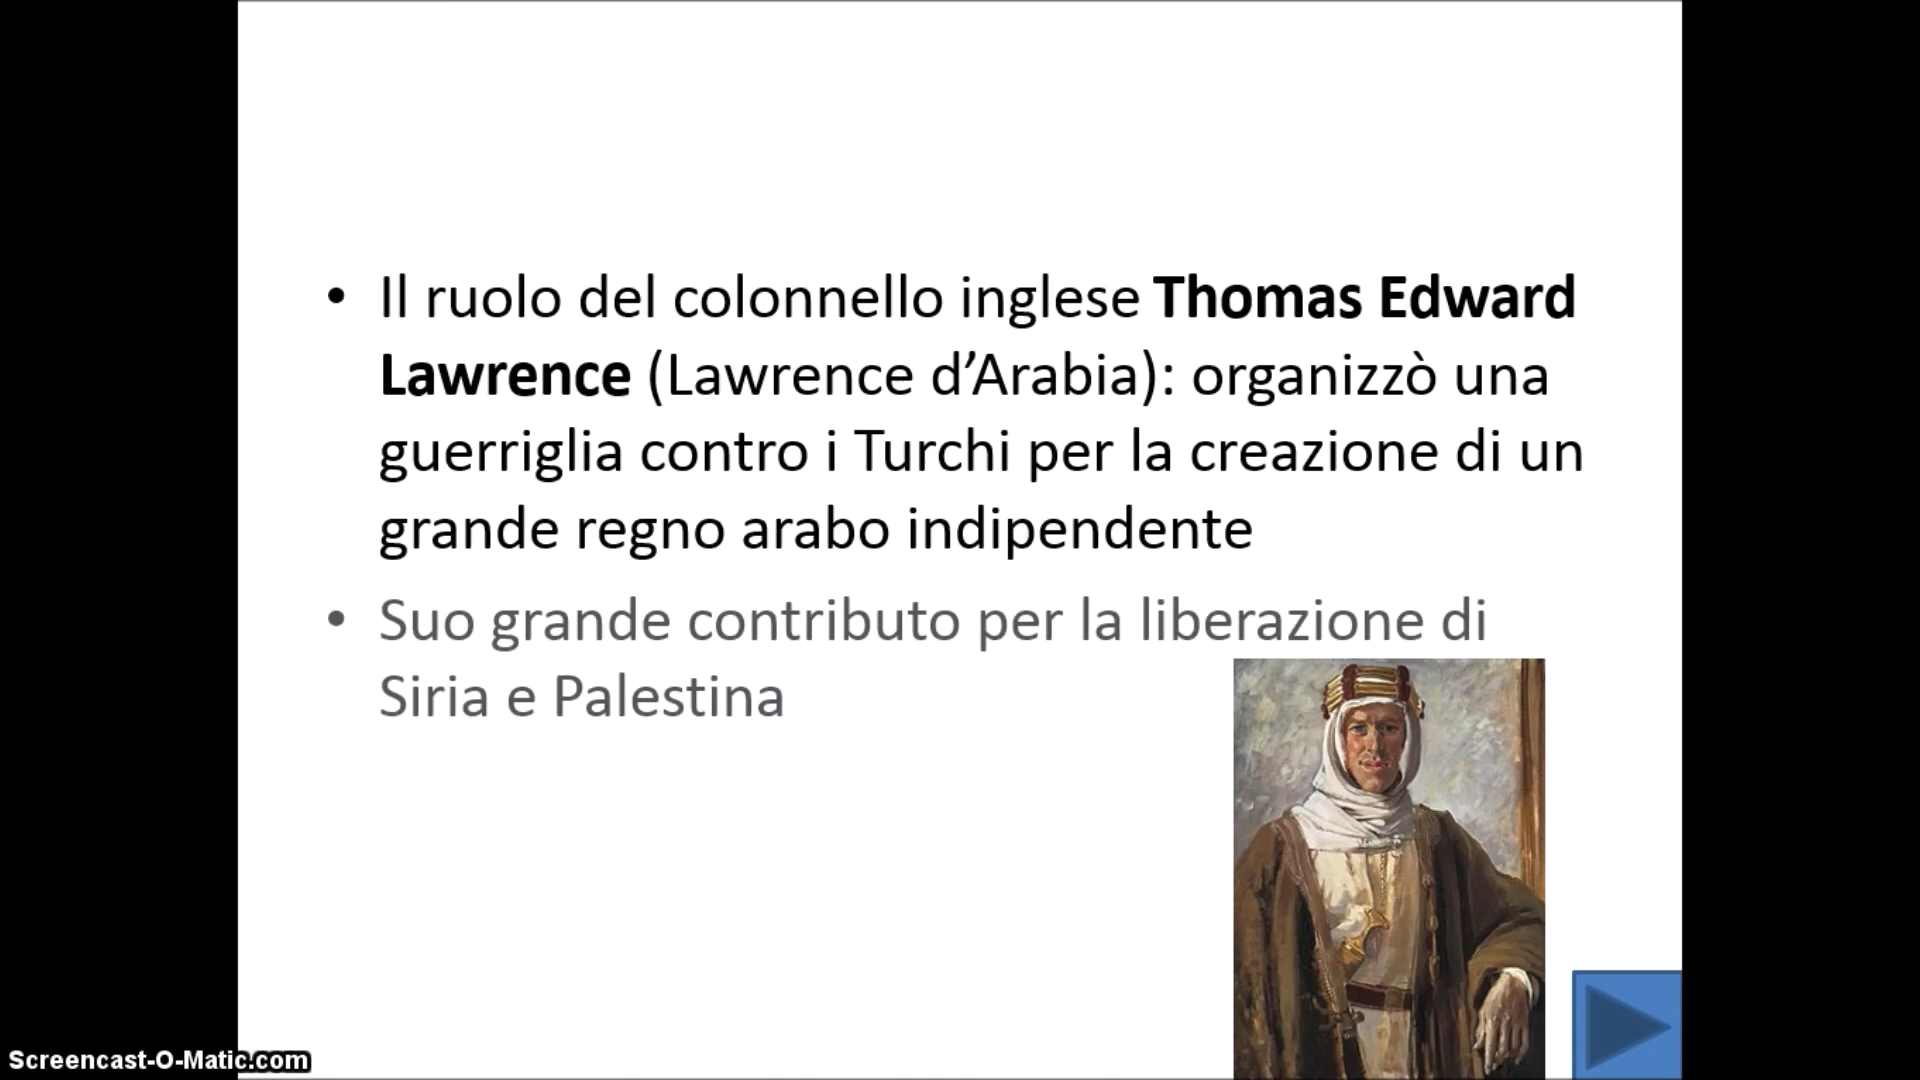 • Il ruolo del colonnello inglese Thomas Edward
Lawrence (Lawrence d’Arabia): organizzò una
guerriglia contro i Turchi per la creazione di un
grande regno arabo indipendente
• Suo grande contributo per la liberazione di
Siria e Palestina
Screencast-O-Matic.com